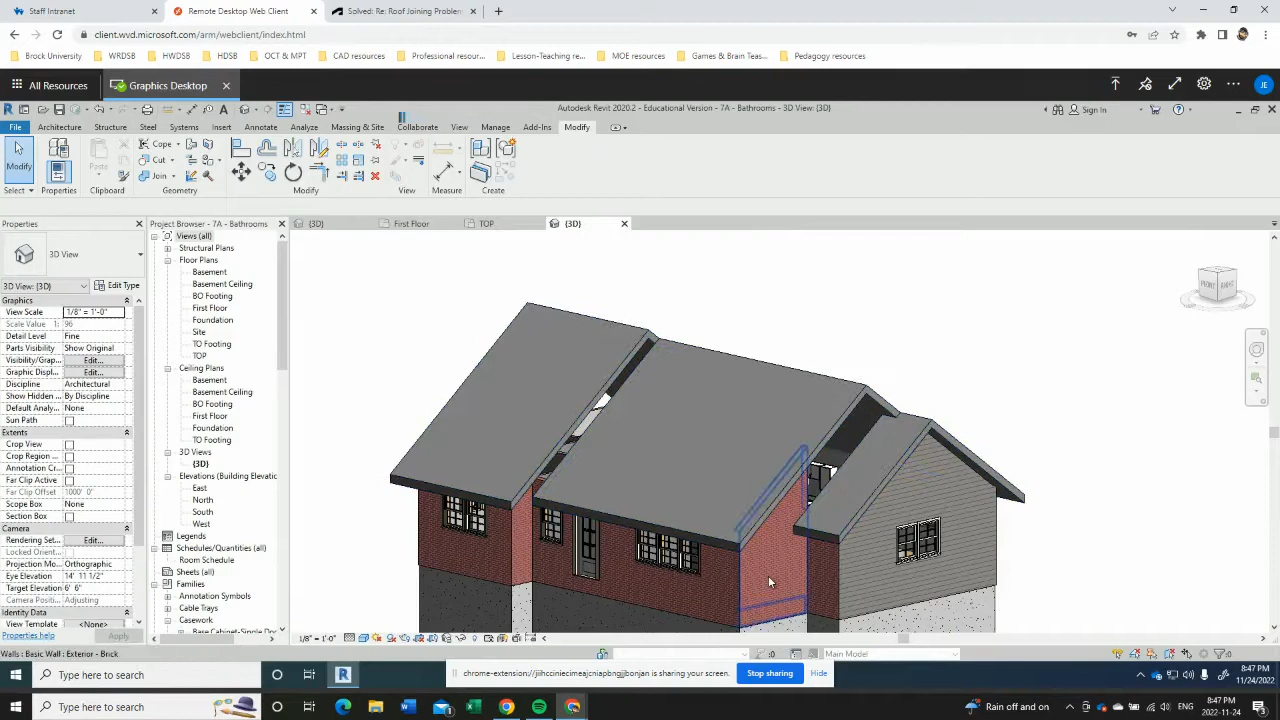 Staff Intranet
Remote Desktop Web Client
Solved: Re: Roof Joining Problem
client.wvd.microsoft.com/arm/webclient/index.html
Brock University
WRDSB
HWDSB
HDSB
OCT & MPT
CAD resources
Professional resour...
Lesson-Teaching re...
MOE resources
Games & Brain Teas...
Pedagogy resources
All Resources
Graphics Desktop
JE
Autodesk Revit 2020.2 - Educational Version - 7A - Bathrooms - 3D View: {3D}
Sign In
File
Architecture
Structure
Steel
Systems
Insert
Annotate
Analyze
Massing & Site
Collaborate
View
Manage
Add-Ins
Modify
Modify
Paste
Cope
Cut
Join
Select
Properties
Clipboard
Geometry
Modify
View
Measure
Create
Properties
Project Browser - 7A - Bathrooms
{3D}
First Floor
TOP
{3D}
3D View
3D View: {3D}
Edit Type
Graphics
View Scale 1/8" = 1'-0"
Scale Value 1: 96
Detail Level Fine
Parts Visibility Show Original
Visibility/Grap... Edit...
Graphic Displ... Edit...
Discipline Architectural
Show Hidden ... By Discipline
Default Analy... None
Sun Path
Extents
Crop View
Crop Region ...
Annotation Cr...
Far Clip Active
Far Clip Offset 1000' 0"
Scope Box None
Section Box
Camera
Rendering Set... Edit...
Locked Orient...
Projection Mo... Orthographic
Eye Elevation 14' 11 1/2"
Target Elevation 6' 6"
Camera Position Adjusting
Identity Data
View Template <None>
Properties help
Apply
Views (all)
Structural Plans
Floor Plans
Basement
Basement Ceiling
BO Footing
First Floor
Foundation
Site
TO Footing
TOP
Ceiling Plans
Basement
Basement Ceiling
BO Footing
First Floor
Foundation
TO Footing
3D Views
{3D}
Elevations (Building Elevatio
East
North
South
West
Legends
Schedules/Quantities (all)
Room Schedule
Sheets (all)
Families
Annotation Symbols
Cable Trays
Casework
Base Cabinet-Single Do
FRONT
RIGHT
1/8" = 1'-0"
Walls : Basic Wall : Exterior - Brick
:0
Main Model
:0
Type here to search
chrome-extension://jiihcciniecimeajcniapbngjjbonjan is sharing your screen.
Stop sharing
Hide
8:47 PM
11/24/2022
Type here to search
Rain off and on
ENG
8:47 PM
2022-11-24